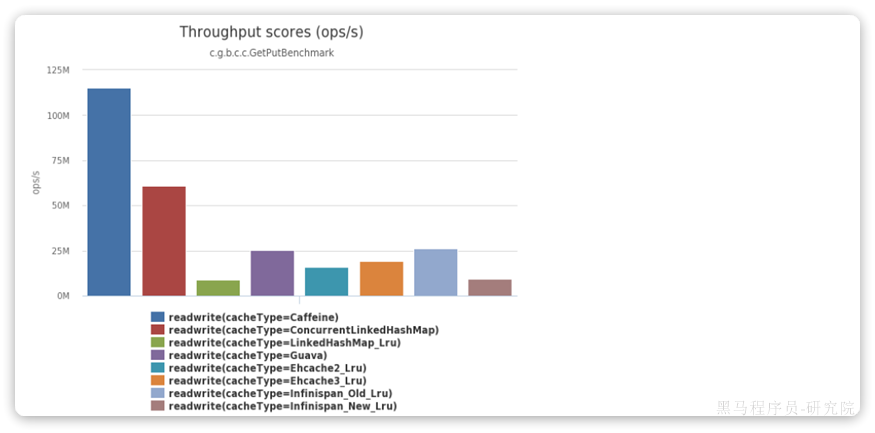 Throughput scores (ops/s)
c.g.b.c.c.GetPutBenchmark
125M
100M
75M
50M
25M
0M
ops/s
readwrite(cacheType=Caffeine)
readwrite(cacheType=ConcurrentLinkedHashMap)
readwrite(cacheType=LinkedHashMap_Lru)
readwrite(cacheType=Guava)
readwrite(cacheType=Ehcache2_Lru)
readwrite(cacheType=Ehcache3_Lru)
readwrite(cacheType=Infinispan_Old_Lru)
readwrite(cacheType=Infinispan_New_Lru)
黑马程序员-研究院